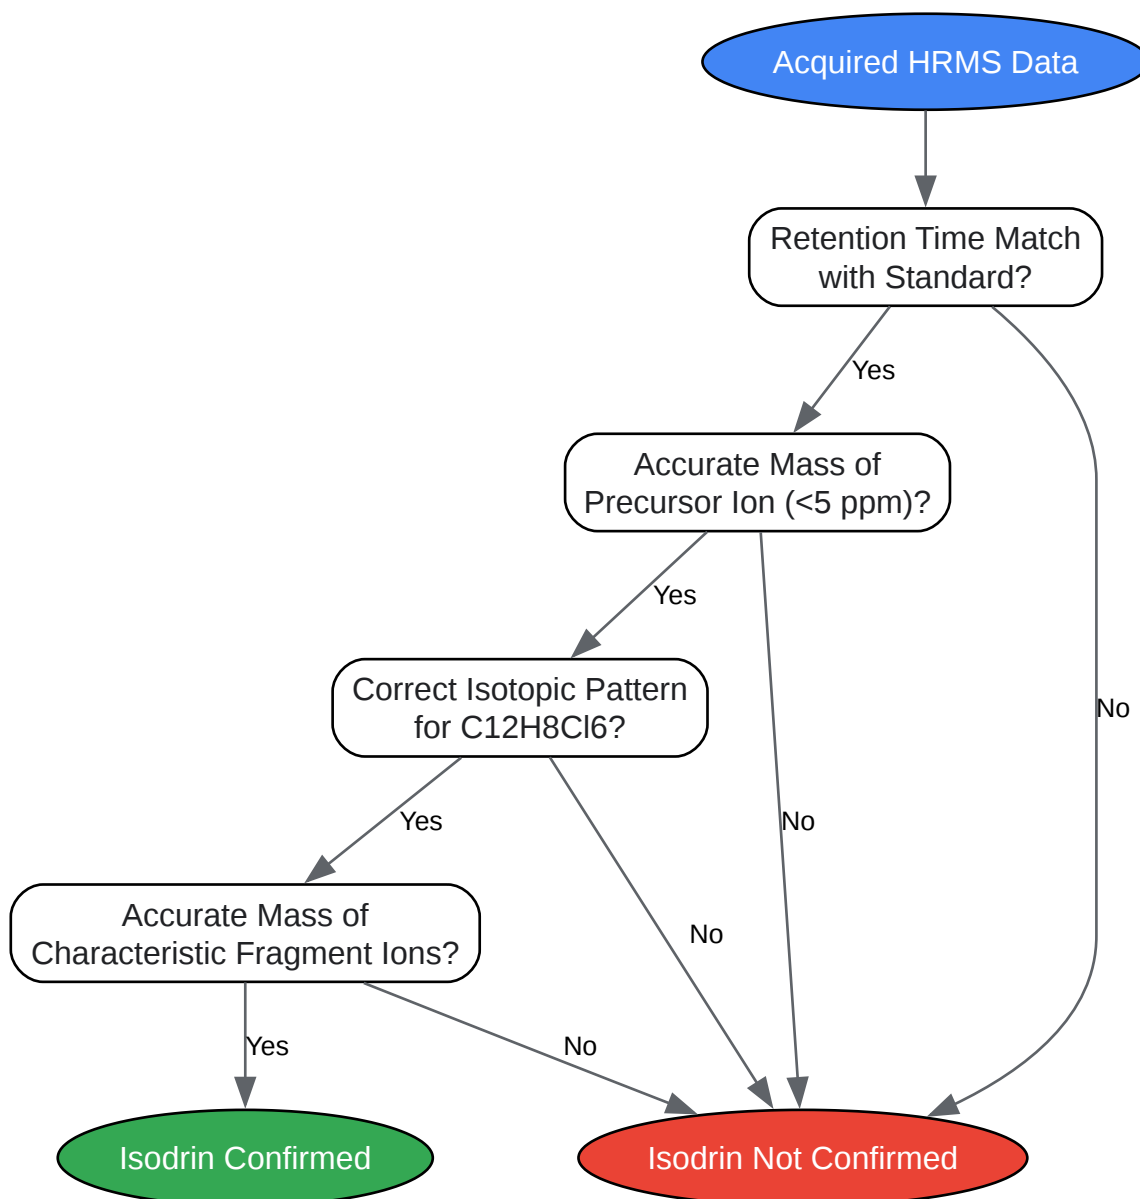 Acquired HRMS Data
Retention Time Match
with Standard?
Yes
Accurate Mass of
Precursor Ion (<5 ppm)?
Yes
Correct Isotopic Pattern
for C12H8Cl6?
No
Yes
No
Accurate Mass of
Characteristic Fragment Ions?
No
Yes
No
Isodrin Confirmed
Isodrin Not Confirmed